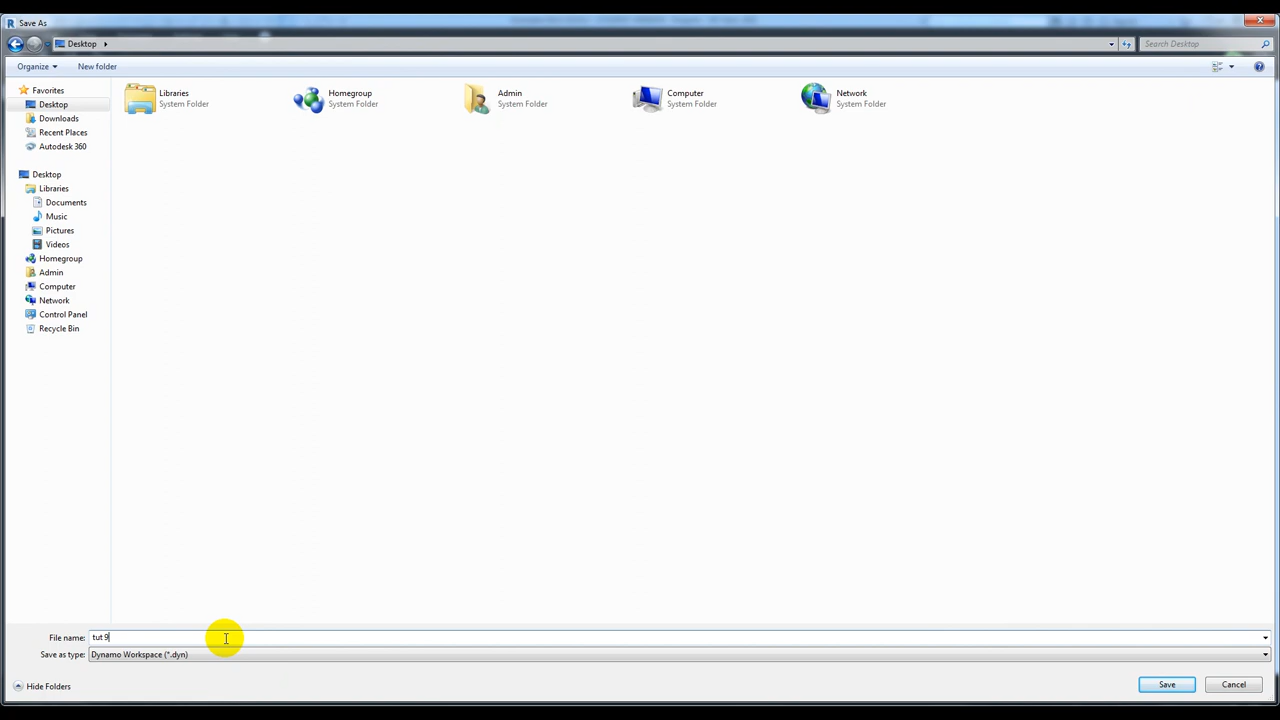 Save As
Desktop
Search Desktop
Organize
New folder
Favorites
Desktop
Downloads
Recent Places
Autodesk 360
Desktop
Libraries
Documents
Music
Pictures
Videos
Homegroup
Admin
Computer
Network
Control Panel
Recycle Bin
Libraries
System Folder
Homegroup
System Folder
Admin
System Folder
Computer
System Folder
Network
System Folder
File name: tut 9
Save as type: Dynamo Workspace (*.dyn)
Hide Folders
Save
Cancel